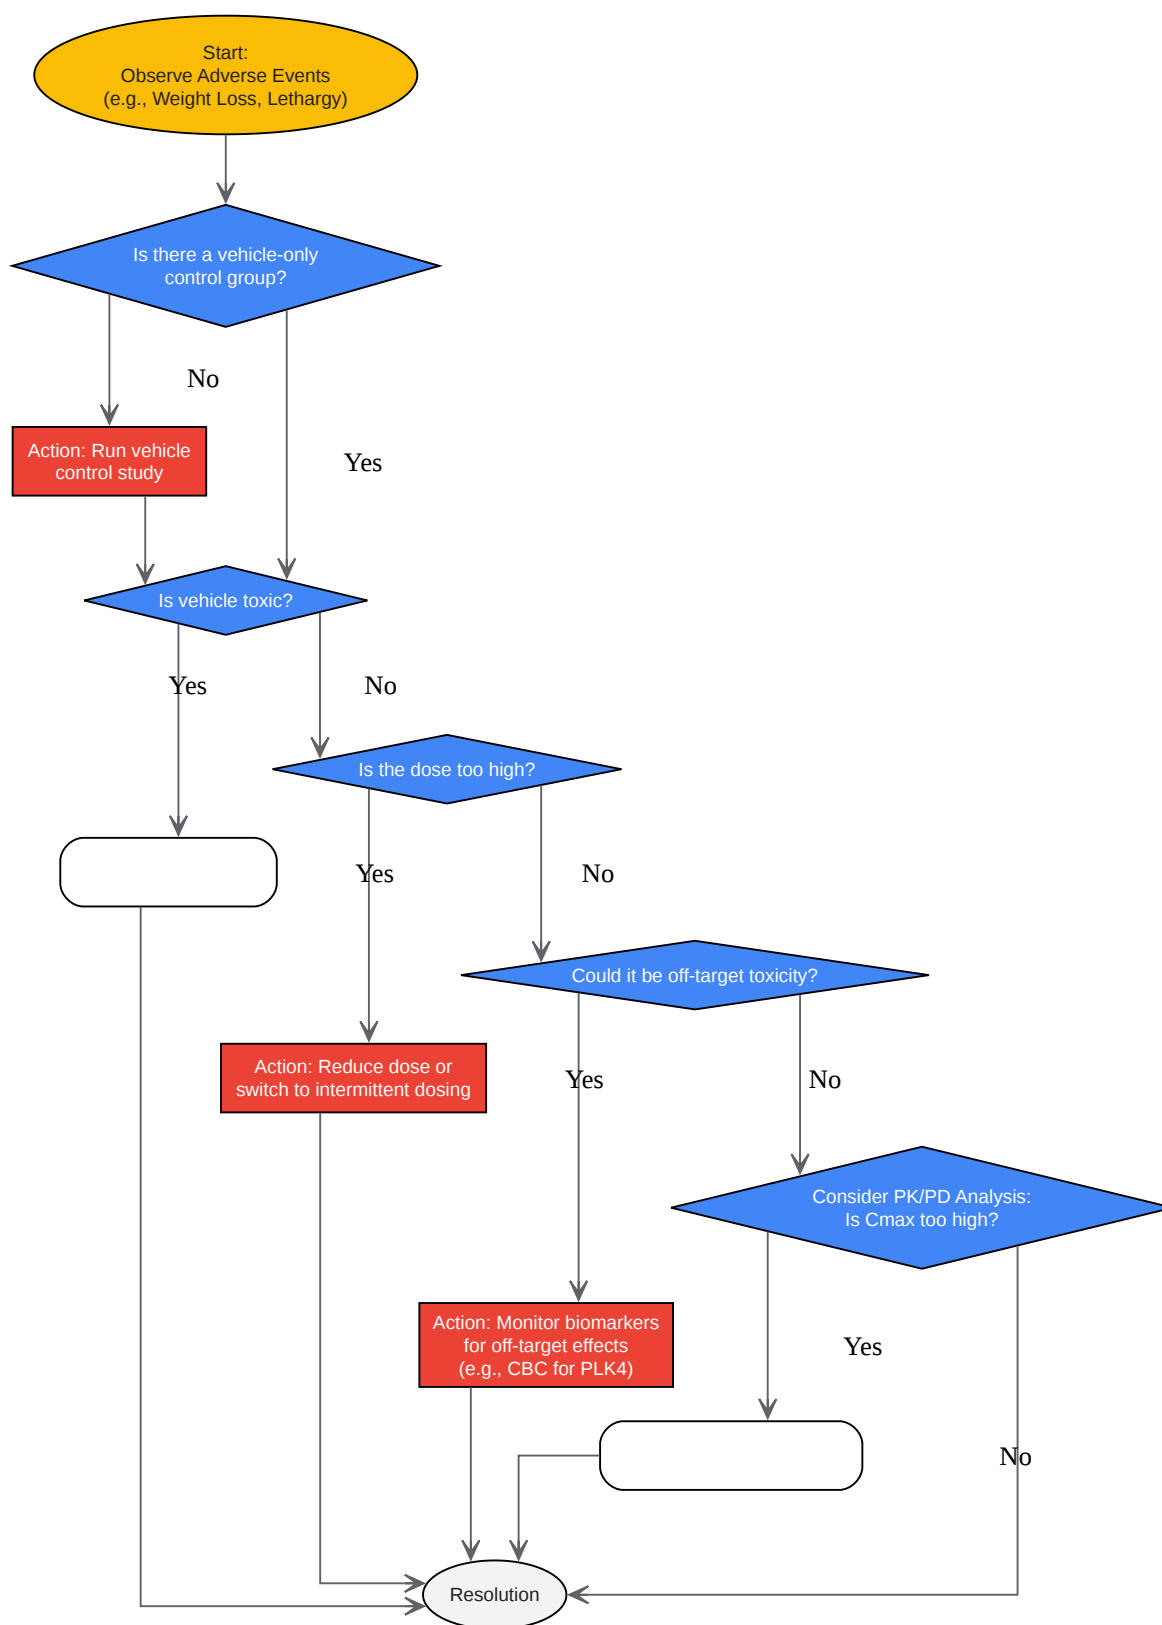 Start:
Observe Adverse Events
(e.g., Weight Loss, Lethargy)
Is there a vehicle-only
control group?
No
Action: Run vehicle
control study
Yes
Is vehicle toxic?
Yes
No
Is the dose too high?
Yes
No
Could it be off-target toxicity?
Action: Reduce dose or
switch to intermittent dosing
Yes
No
Consider PK/PD Analysis:
Is Cmax too high?
Action: Monitor biomarkers
for off-target effects
(e.g., CBC for PLK4)
Yes
No
Resolution